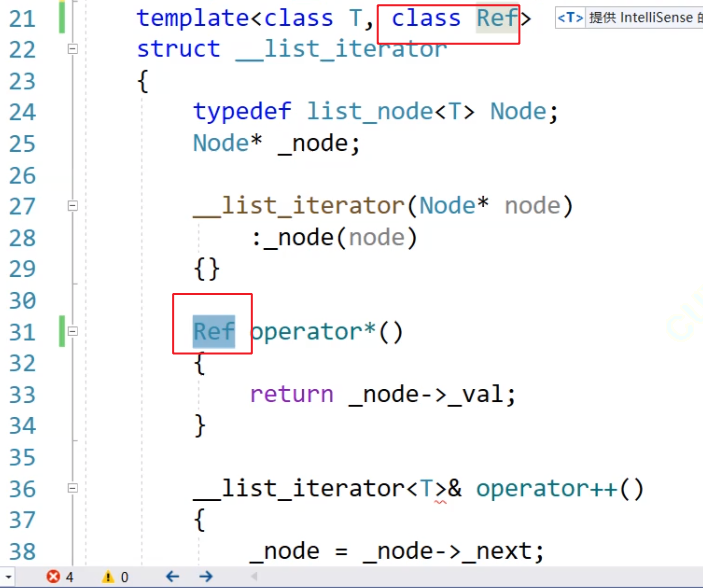 21 template<class T, class Ref> <T> 提供 IntelliSense 的
22 struct __list_iterator
23 {
24 typedef list_node<T> Node;
25 Node* _node;
26
27 __list_iterator(Node* node)
28 :_node(node)
29 {}
30
31 Ref operator*()
32 {
33 return _node->_val;
34 }
35
36 __list_iterator<T>& operator++()
37 {
38 _node = _node->_next;
4 0